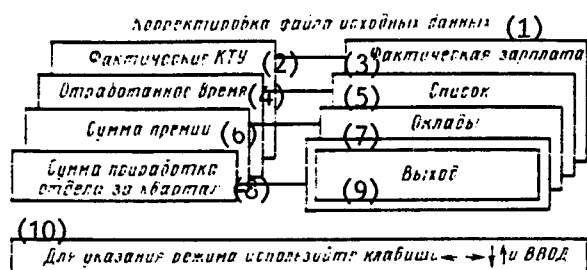 Корректировка файла исходных данных (1)
Фактические КТУ (2) (3) Фактическая зарплата
Отработанное время (4) (5) Список
Сумма премии (6) (7) Оклады
Сумма приработка
отдела за квартал (8) (9) Выход
(10)
Для указания режима используйте клавиши ← → ↓ ↑ и ВВОД